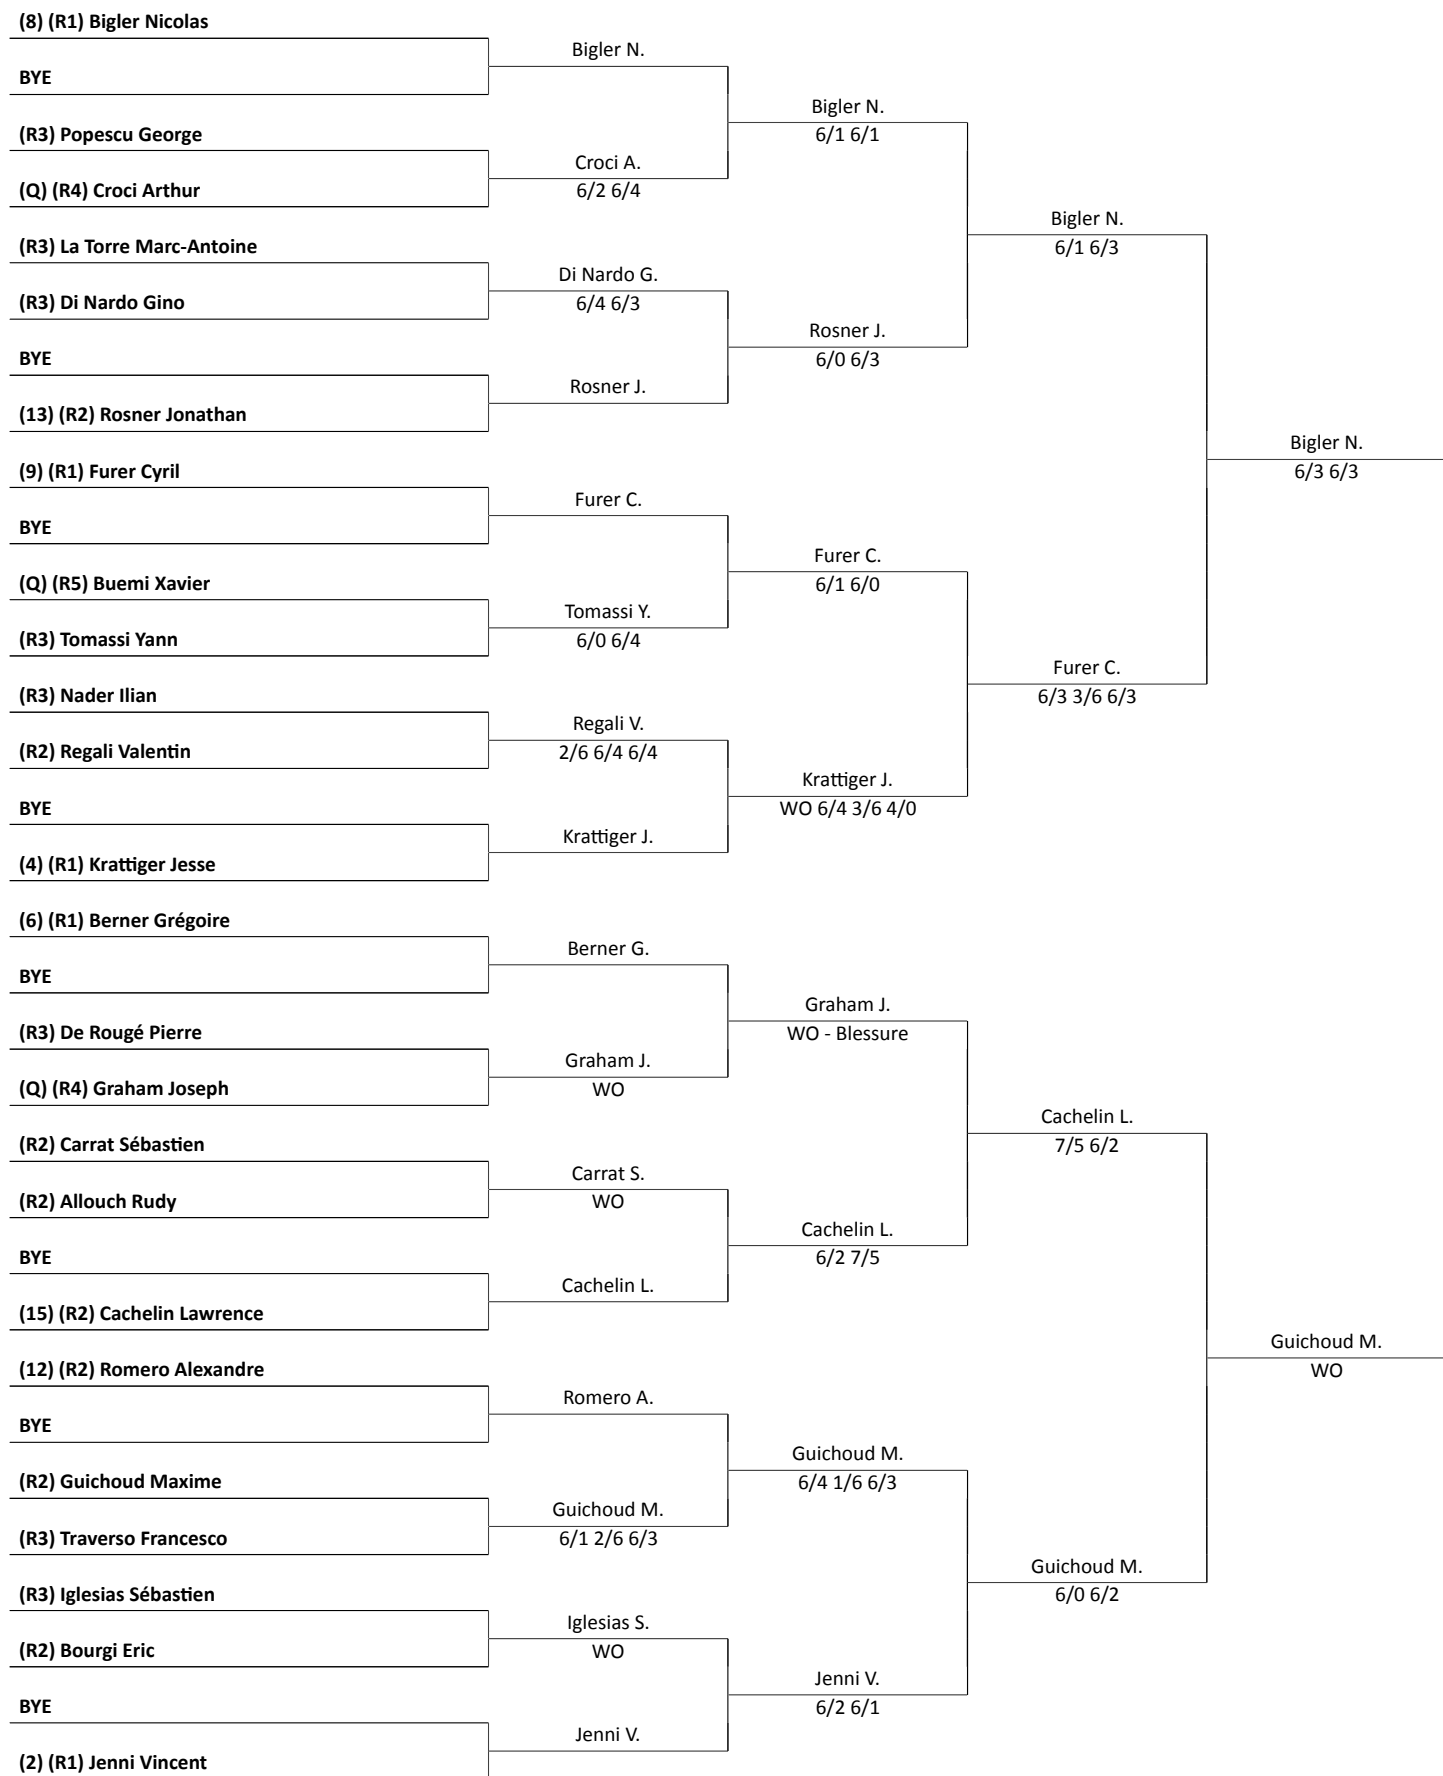 (8) (R1) Bigler Nicolas
Bigler N.
BYE
Bigler N.
6/1 6/1
(R3) Popescu George
Croci A.
6/2 6/4
(Q) (R4) Croci Arthur
Bigler N.
6/1 6/3
(R3) La Torre Marc-Antoine
Di Nardo G.
6/4 6/3
(R3) Di Nardo Gino
Rosner J.
6/0 6/3
BYE
Rosner J.
(13) (R2) Rosner Jonathan
Bigler N.
6/3 6/3
(9) (R1) Furer Cyril
Furer C.
BYE
Furer C.
6/1 6/0
(Q) (R5) Buemi Xavier
Tomassi Y.
6/0 6/4
(R3) Tomassi Yann
Furer C.
6/3 3/6 6/3
(R3) Nader Ilian
Regali V.
2/6 6/4 6/4
(R2) Regali Valentin
Krattiger J.
WO 6/4 3/6 4/0
BYE
Krattiger J.
(4) (R1) Krattiger Jesse
(6) (R1) Berner Grégoire
Berner G.
BYE
Graham J.
WO - Blessure
(R3) De Rougé Pierre
Graham J.
WO
(Q) (R4) Graham Joseph
Cachelin L.
7/5 6/2
(R2) Carrat Sébastien
Carrat S.
WO
(R2) Allouch Rudy
Cachelin L.
6/2 7/5
BYE
Cachelin L.
(15) (R2) Cachelin Lawrence
Guichoud M.
WO
(12) (R2) Romero Alexandre
Romero A.
BYE
Guichoud M.
6/4 1/6 6/3
(R2) Guichoud Maxime
Guichoud M.
6/1 2/6 6/3
(R3) Traverso Francesco
Guichoud M.
6/0 6/2
(R3) Iglesias Sébastien
Iglesias S.
WO
(R2) Bourgi Eric
Jenni V.
6/2 6/1
BYE
Jenni V.
(2) (R1) Jenni Vincent